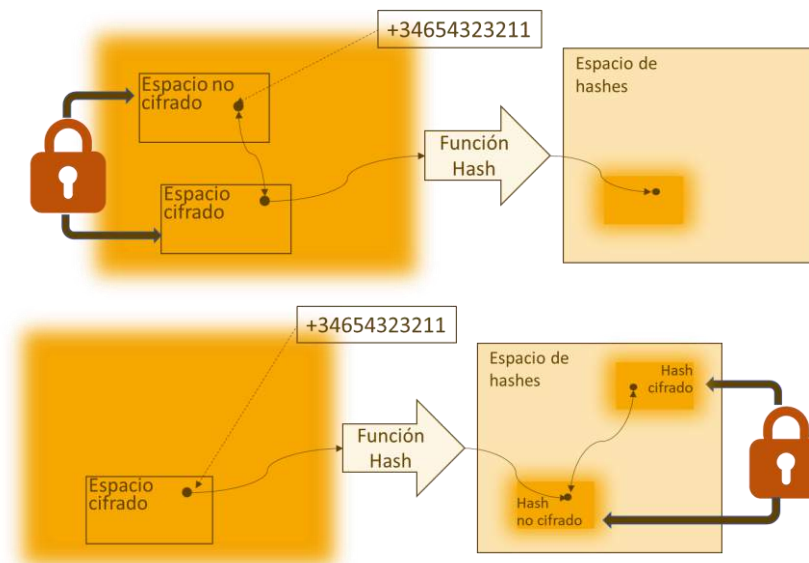 +34654323211
Espacio no
cifrado
Espacio
cifrado
Función
Hash
Espacio de
hashes
+34654323211
Espacio
cifrado
Función
Hash
Espacio de
hashes
Hash
cifrado
Hash
no cifrado